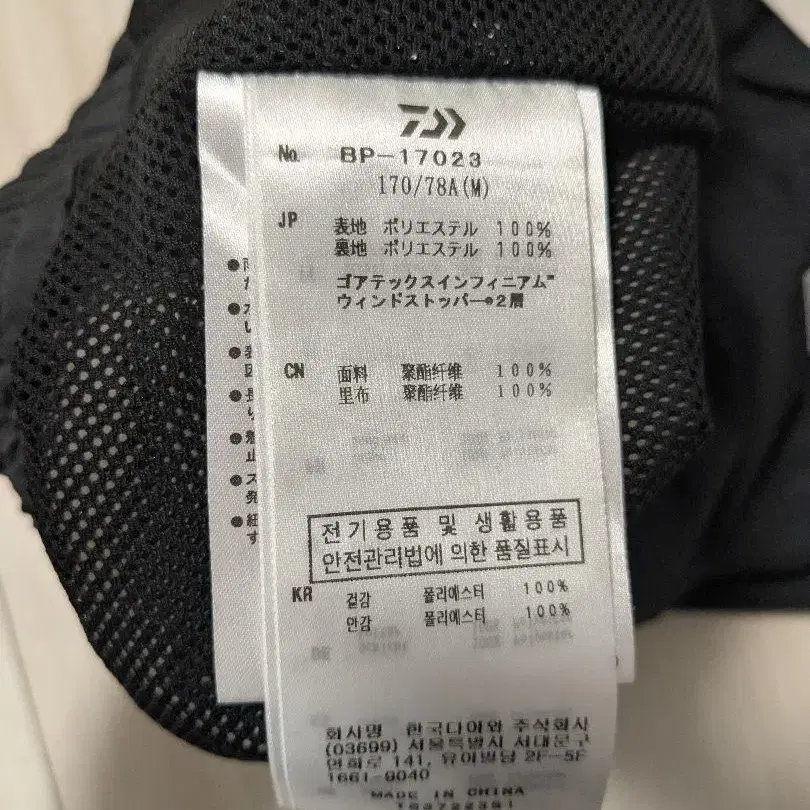 No. BP-17023
170/78A(M)
JP
表地 ポリエステル 100%
裏地 ポリエステル 100%
ゴアテックスインフィニアム™
ウィンドストッパー®2層
CN
面料 聚酯纤维 100%
里布 聚酯纤维 100%
전기용품 및 생활용품
안전관리법에 의한 품질표시
KR
겉감 폴리에스터 100%
안감 폴리에스터 100%
회사명 한국다이와 주식회사
(03699) 서울특별시 서대문구
연희로 141, 유이빌딩 2F-5F
1661-9040
MADE IN CHINA